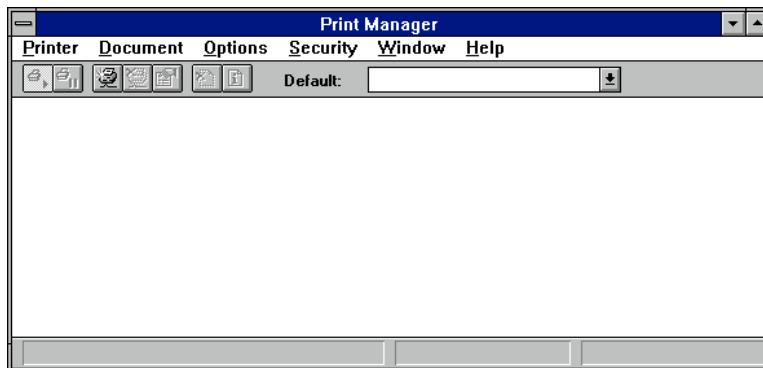 Print Manager
Printer Document Options Security Window Help
Default: